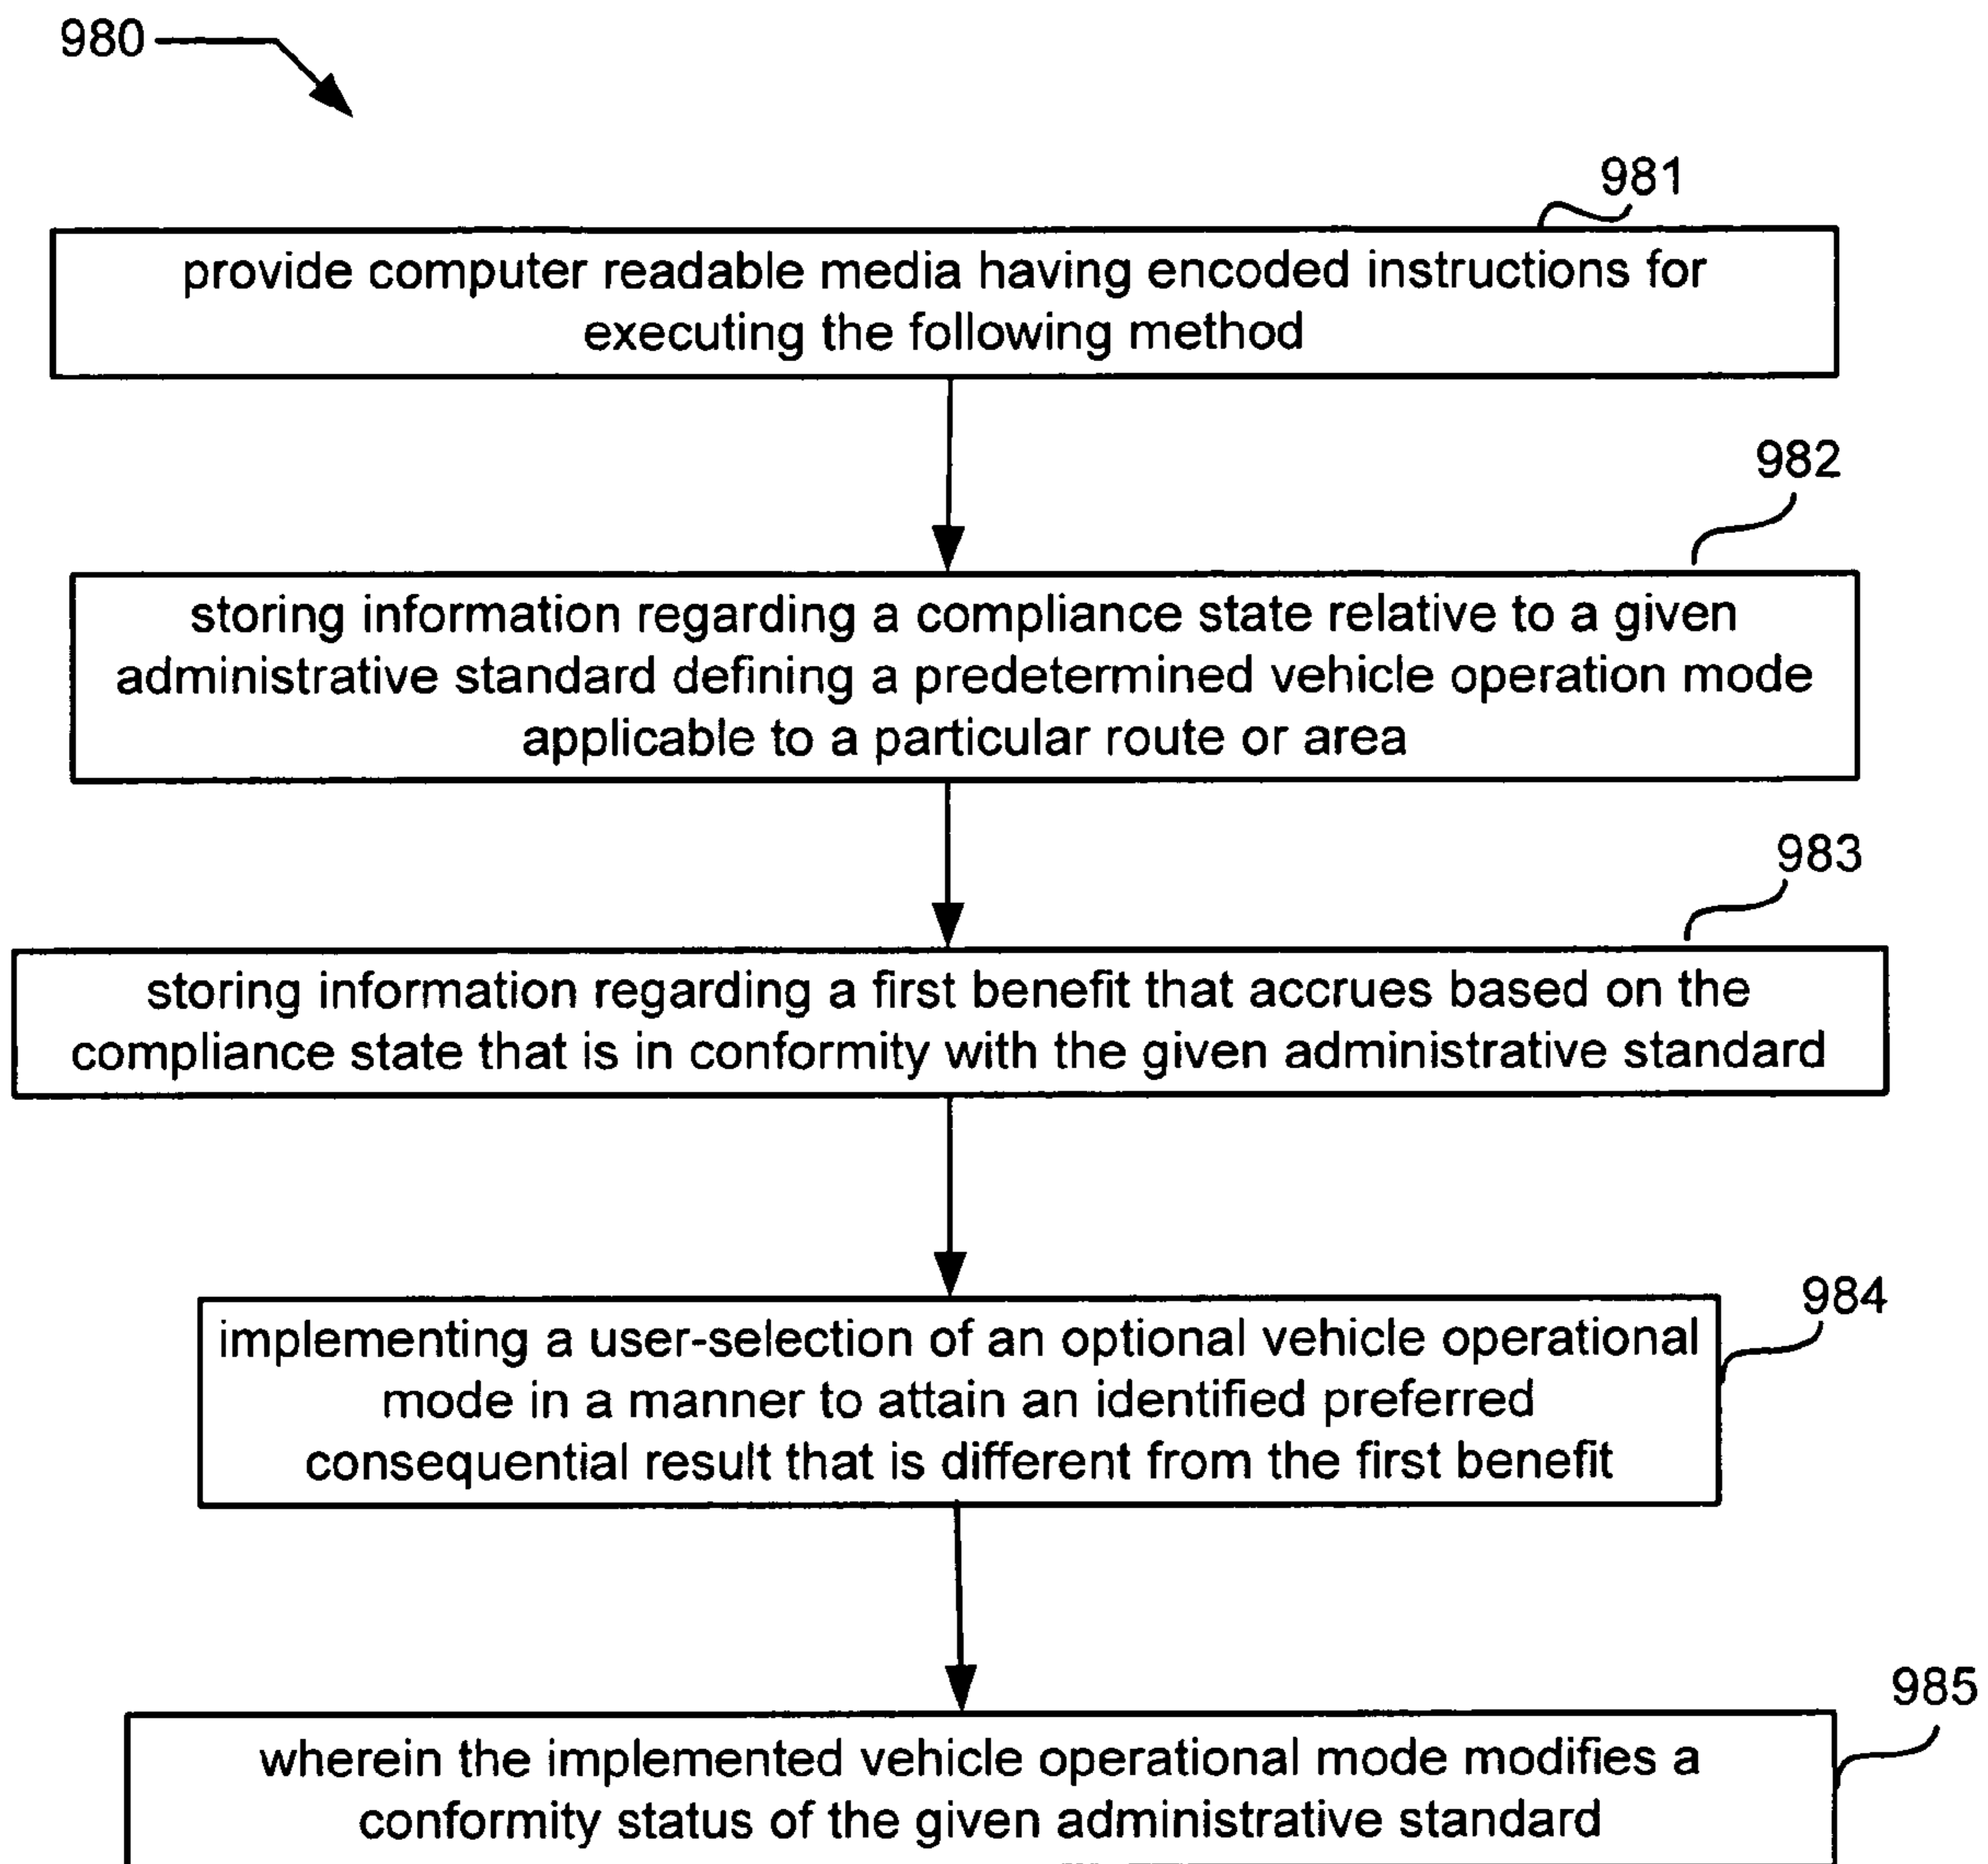 980
981
provide computer readable media having encoded instructions for
executing the following method
982
storing information regarding a compliance state relative to a given
administrative standard defining a predetermined vehicle operation mode
applicable to a particular route or area
983
storing information regarding a first benefit that accrues based on the
compliance state that is in conformity with the given administrative standard
984
implementing a user-selection of an optional vehicle operational
mode in a manner to attain an identified preferred
consequential result that is different from the first benefit
985
wherein the implemented vehicle operational mode modifies a
conformity status of the given administrative standard